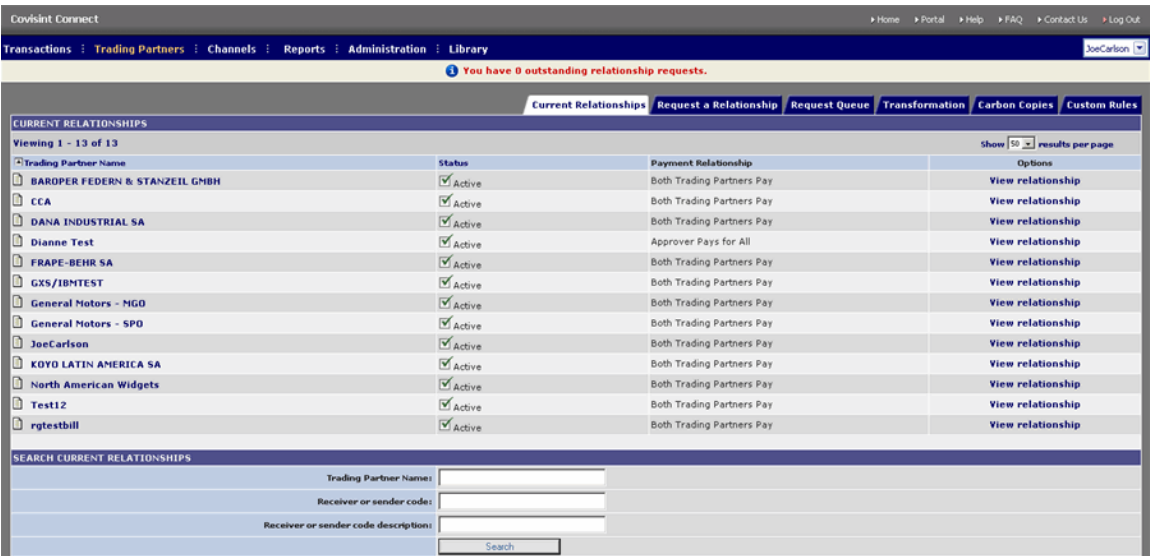 Covisint Connect
Home Portal Help FAQ Contact Us Log Out
Transactions Trading Partners Channels Reports Administration Library JoeCarlson
You have 0 outstanding relationship requests.
Current Relationships Request a Relationship Request Queue Transformation Carbon Copies Custom Rules
CURRENT RELATIONSHIPS
Viewing 1 - 13 of 13 Show 50 results per page
Trading Partner Name Status Payment Relationship Options
BAROPER FEDERN & STANZEIL GMBH Active Both Trading Partners Pay View relationship
CCA Active Both Trading Partners Pay View relationship
DANA INDUSTRIAL SA Active Both Trading Partners Pay View relationship
Dianne Test Active Approver Pays for All View relationship
FRAPE-BEHR SA Active Both Trading Partners Pay View relationship
GXS/IBMTEST Active Both Trading Partners Pay View relationship
General Motors - MGO Active Both Trading Partners Pay View relationship
General Motors - SPO Active Both Trading Partners Pay View relationship
JoeCarlson Active Both Trading Partners Pay View relationship
KOYO LATIN AMERICA SA Active Both Trading Partners Pay View relationship
North American Widgets Active Both Trading Partners Pay View relationship
Test12 Active Both Trading Partners Pay View relationship
rgtestbill Active Both Trading Partners Pay View relationship
SEARCH CURRENT RELATIONSHIPS
Trading Partner Name:
Receiver or sender code:
Receiver or sender code description:
Search